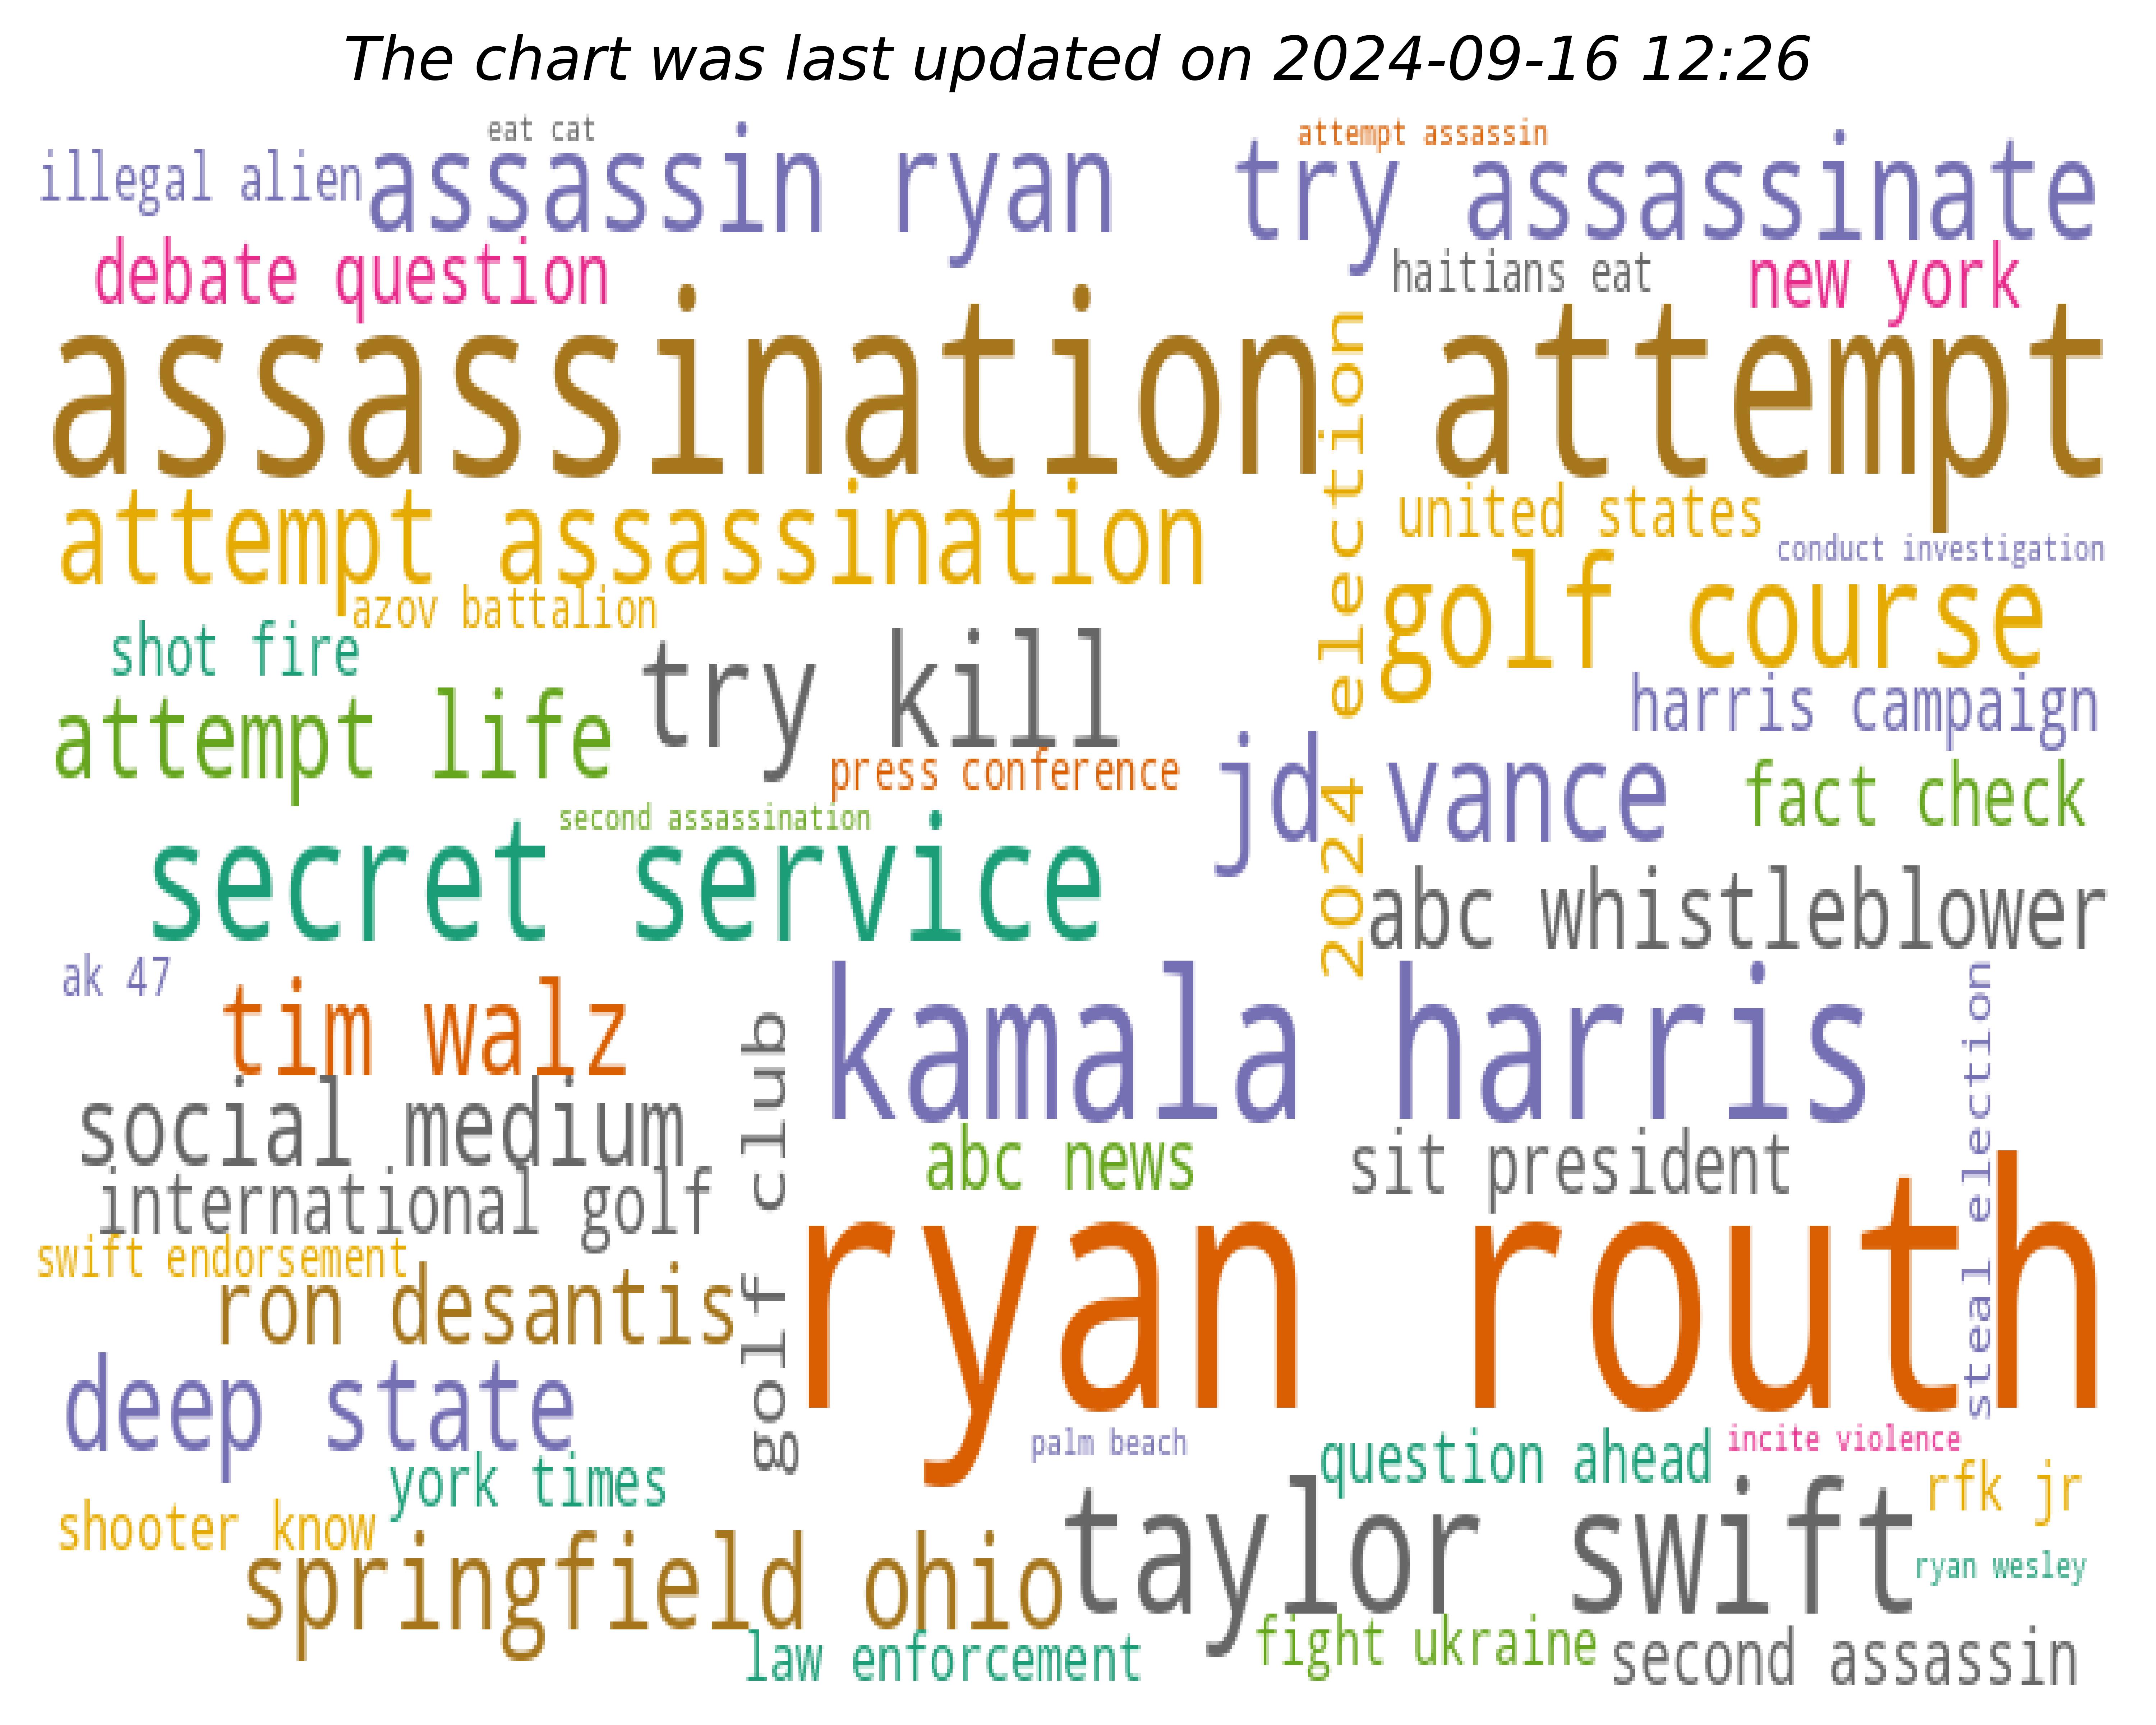 The chart was last updated on 2024-09-16 12:26
eat cat
attempt assassin
illegal alien
assassin ryan
try assassinate
debate question
haitians eat
new york
assassination attempt
2024 election
attempt assassination
united states
conduct investigation
azov battalion
golf course
shot fire
try kill
attempt life
harris campaign
press conference
jd vance
fact check
second assassination
secret service
abc whistleblower
ak 47
tim walz
kamala harris
steal election
golf club
social medium
abc news
sit president
international golf
swift endorsement
ryan routh
ron desantis
deep state
palm beach
question ahead
incite violence
york times
rfk jr
shooter know
taylor swift
springfield ohio
ryan wesley
law enforcement
fight ukraine
second assassin